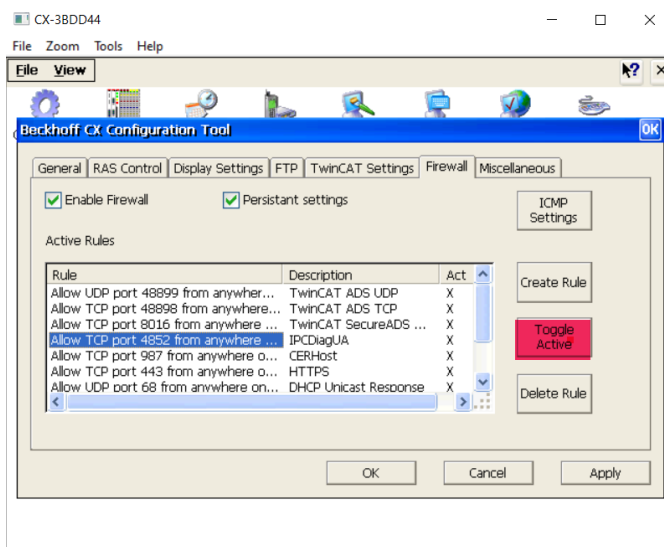 CX-3BDD44
File Zoom Tools Help
File View
Beckhoff CX Configuration Tool OK
General RAS Control Display Settings FTP TwinCAT Settings Firewall Miscellaneous
Enable Firewall Persistant settings
ICMP Settings
Active Rules
Rule Description Act
Allow UDP port 48899 from anywher... TwinCAT ADS UDP X
Allow TCP port 48898 from anywhere... TwinCAT ADS TCP X
Allow TCP port 8016 from anywhere ... TwinCAT SecureADS ... X
Allow TCP port 4852 from anywhere ... IPCDiagUA X
Allow TCP port 987 from anywhere o... CERHost X
Allow TCP port 443 from anywhere o... HTTPS X
Allow UDP port 68 from anywhere on... DHCP Unicast Response X
Create Rule
Toggle Active
Delete Rule
OK Cancel Apply